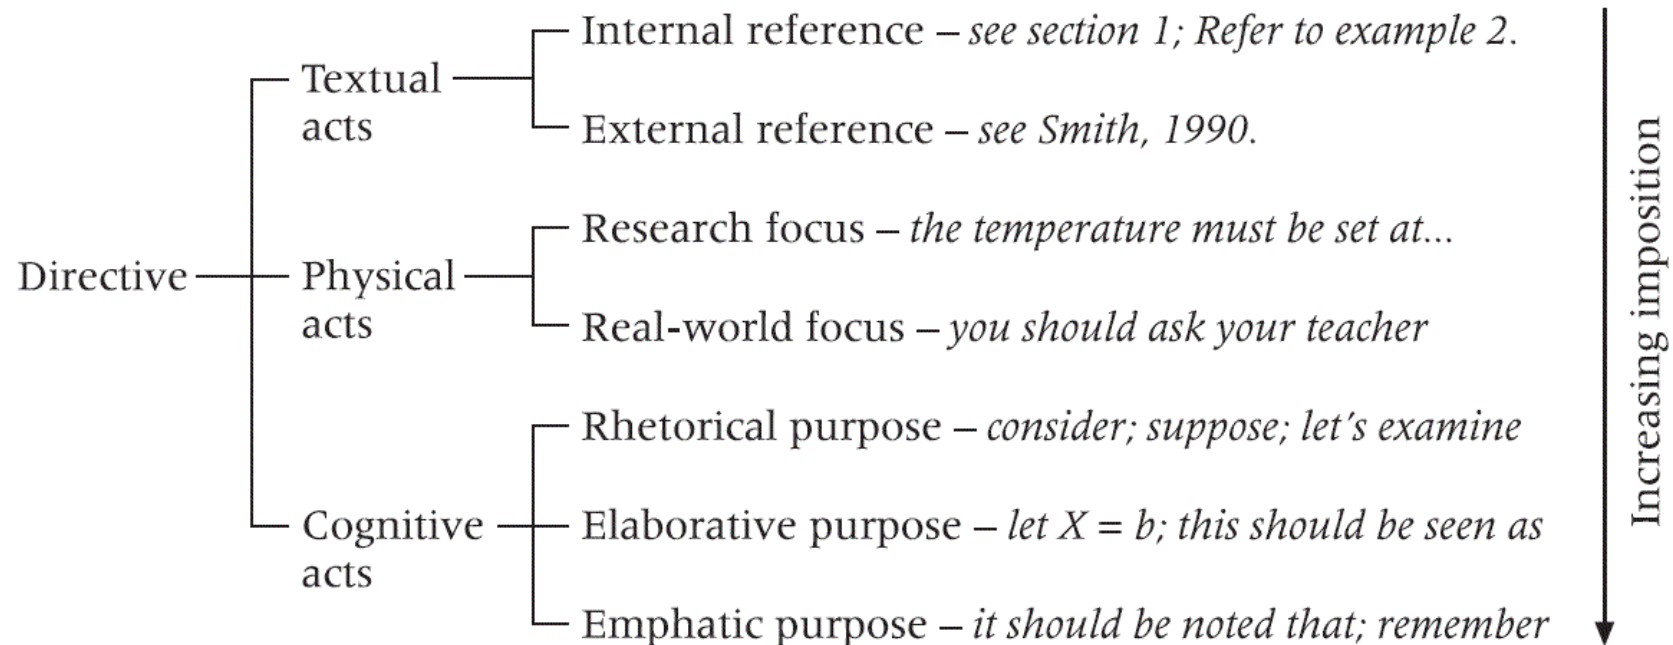 Internal reference – see section 1; Refer to example 2.
Textual
acts
External reference – see Smith, 1990.
Research focus – the temperature must be set at...
Directive
Physical
acts
Real-world focus – you should ask your teacher
Rhetorical purpose – consider; suppose; let's examine
Cognitive
acts
Elaborative purpose – let X = b; this should be seen as
Emphatic purpose – it should be noted that; remember
Increasing imposition